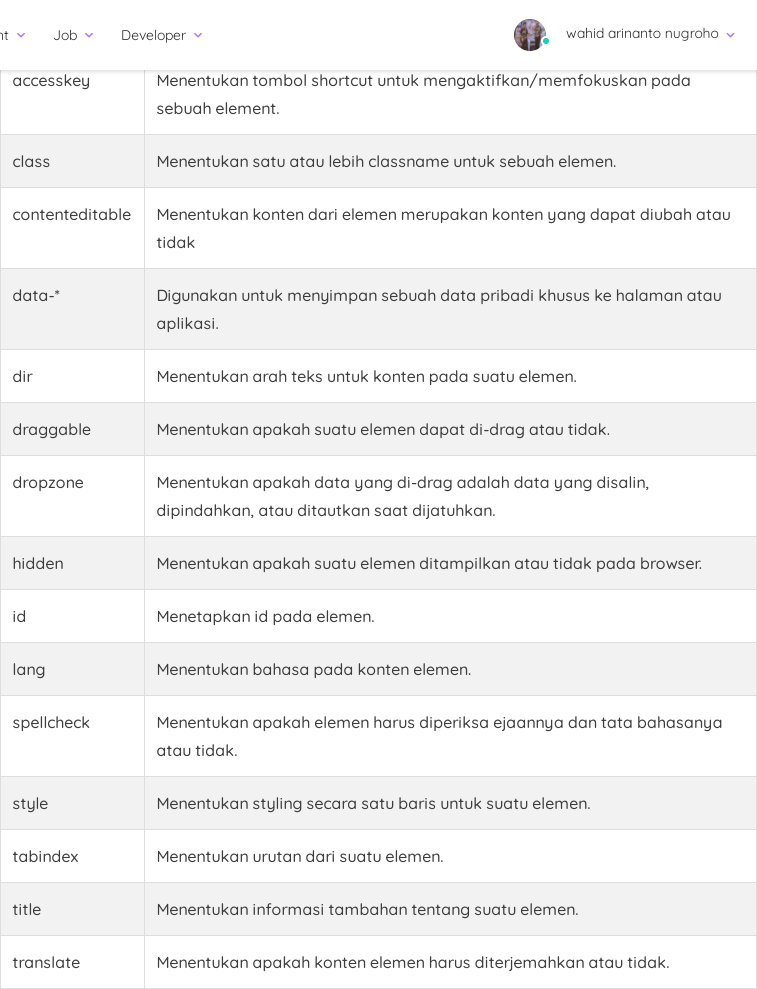 nt Job Developer wahid arinanto nugroho
accesskey Menentukan tombol shortcut untuk mengaktifkan/memfokuskan pada
sebuah element.
class Menentukan satu atau lebih classname untuk sebuah elemen.
contenteditable Menentukan konten dari elemen merupakan konten yang dapat diubah atau
tidak
data-* Digunakan untuk menyimpan sebuah data pribadi khusus ke halaman atau
aplikasi.
dir Menentukan arah teks untuk konten pada suatu elemen.
draggable Menentukan apakah suatu elemen dapat di-drag atau tidak.
dropzone Menentukan apakah data yang di-drag adalah data yang disalin,
dipindahkan, atau ditautkan saat dijatuhkan.
hidden Menentukan apakah suatu elemen ditampilkan atau tidak pada browser.
id Menetapkan id pada elemen.
lang Menentukan bahasa pada konten elemen.
spellcheck Menentukan apakah elemen harus diperiksa ejaannya dan tata bahasanya
atau tidak.
style Menentukan styling secara satu baris untuk suatu elemen.
tabindex Menentukan urutan dari suatu elemen.
title Menentukan informasi tambahan tentang suatu elemen.
translate Menentukan apakah konten elemen harus diterjemahkan atau tidak.